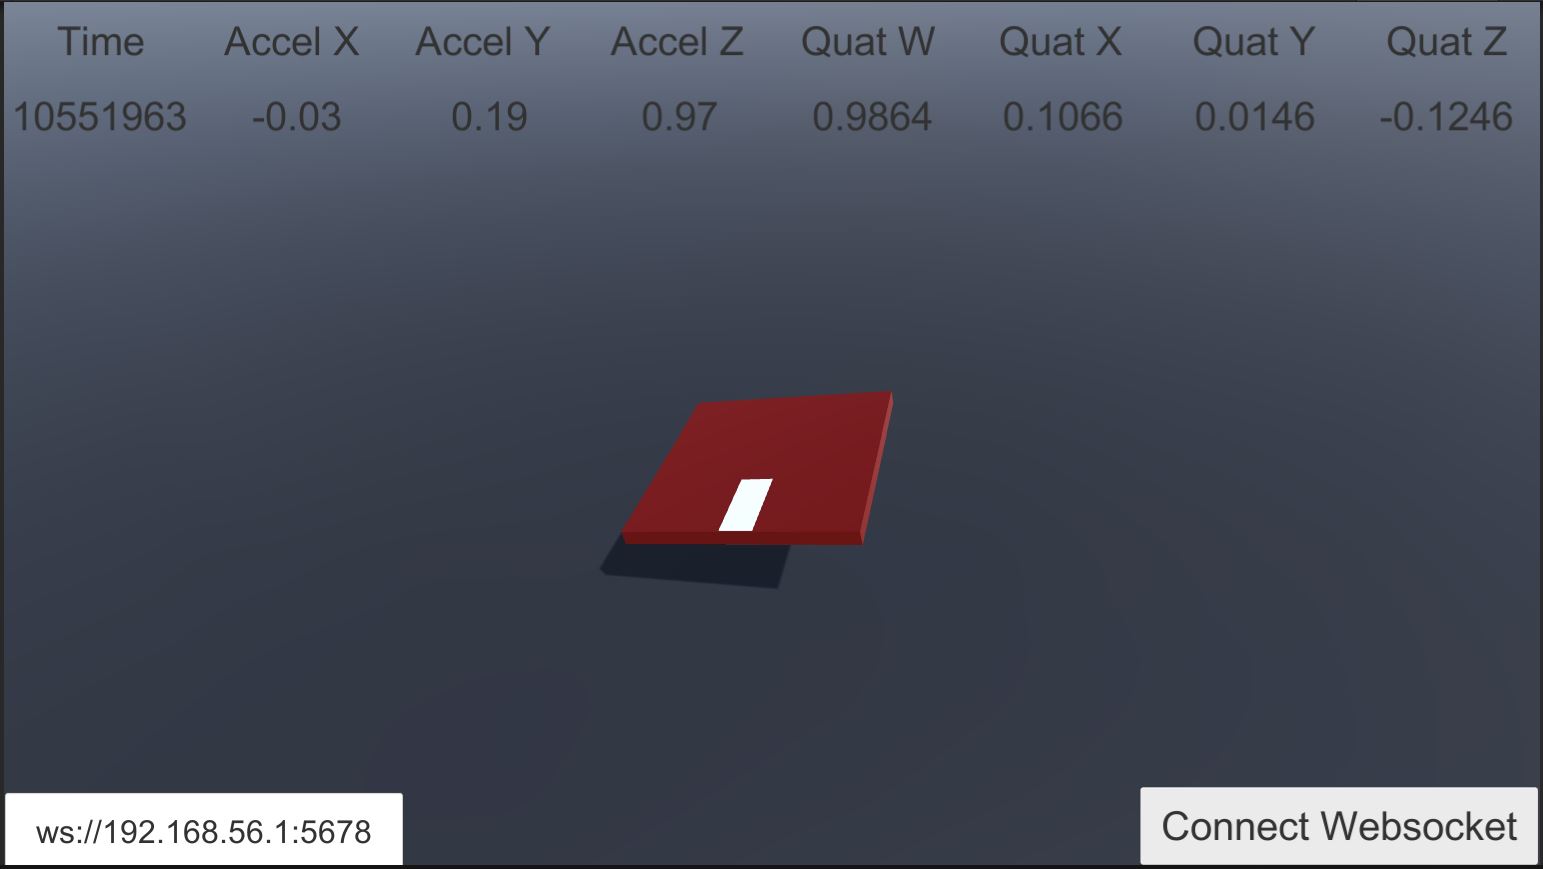 Time Accel X Accel Y Accel Z Quat W Quat X Quat Y Quat Z
10551963 -0.03 0.19 0.97 0.9864 0.1066 0.0146 -0.1246
ws://192.168.56.1:5678
Connect Websocket